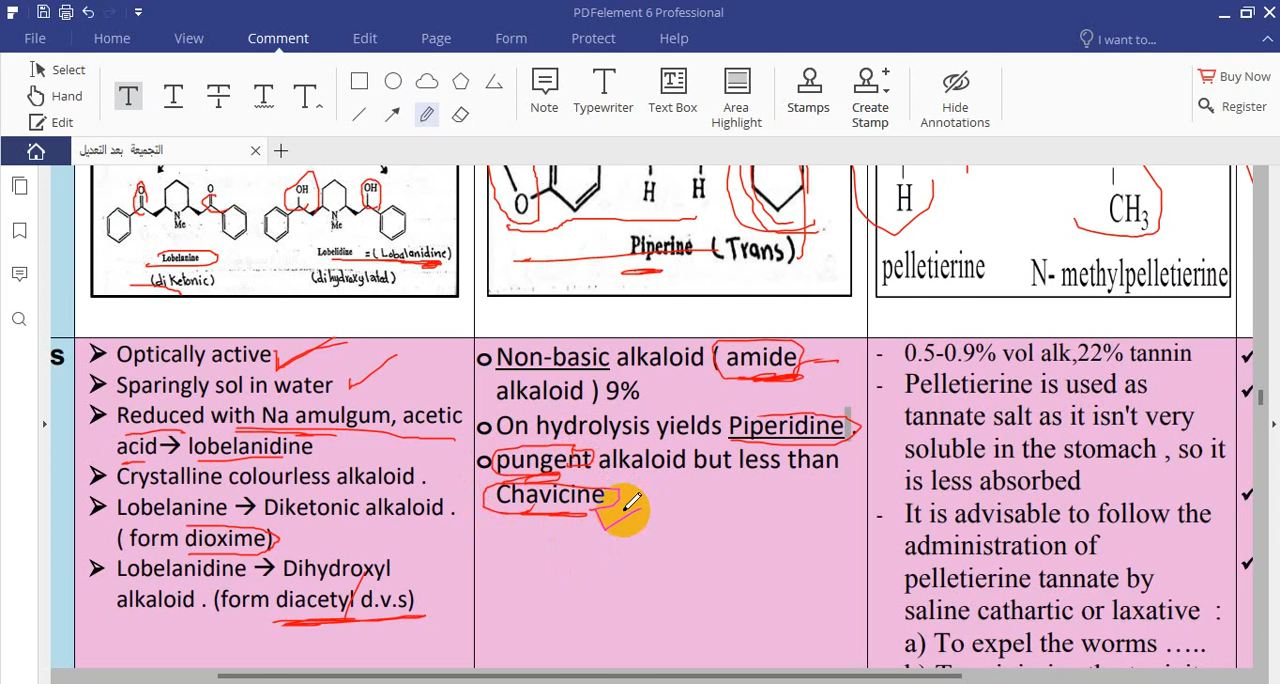 PDFelement 6 Professional
File
Home
View
Comment
Edit
Page
Form
Protect
Help
I want to...
Select
Hand
Edit
T T T T T
Note
Typewriter
Text Box
Area
Highlight
Stamps
Create
Stamp
Hide
Annotations
Buy Now
Register
التجميعة بعد التعديل
O
O
N
Me
Lobelanine
(diKetonic)
OH
OH
N
Me
Lobelidine = (Lobalanidine)
(dihydroxylated)
O
H
H
Piperine (Trans)
H
pelletierine
CH3
N- methylpelletierine
s
➢ Optically active
➢ Sparingly sol in water
➢ Reduced with Na amulgum, acetic
acid→ lobelanidine
➢ Crystalline colourless alkaloid .
➢ Lobelanine → Diketonic alkaloid .
( form dioxime)
➢ Lobelanidine → Dihydroxyl
alkaloid . (form diacetyl d.v.s)
o Non-basic alkaloid ( amide
alkaloid ) 9%
o On hydrolysis yields Piperidine .
o pungent alkaloid but less than
Chavicine
- 0.5-0.9% vol alk,22% tannin
- Pelletierine is used as
tannate salt as it isn't very
soluble in the stomach , so it
is less absorbed
- It is advisable to follow the
administration of
pelletierine tannate by
saline cathartic or laxative :
a) To expel the worms .....